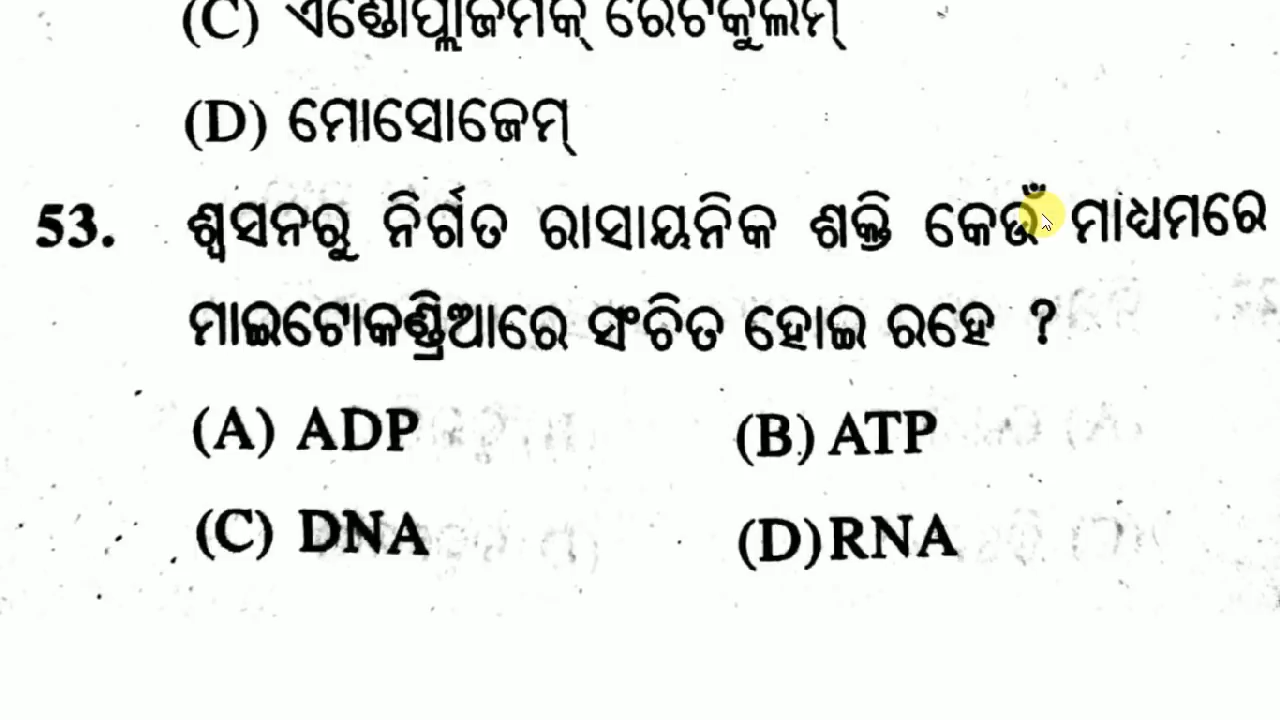 (C) ଏଣ୍ଡୋପ୍ଲାଜମିକ୍ ରେଟିକୁଲମ୍
(D) ମୋସୋଜେମ୍
53. ଶ୍ୱସନରୁ ନିର୍ଗତ ରାସାୟନିକ ଶକ୍ତି କେଉଁ ମାଧ୍ୟମରେ
ମାଇଟୋକଣ୍ଡ୍ରିଆରେ ସଂଚିତ ହୋଇ ରହେ ?
(A) ADP (B) ATP
(C) DNA (D) RNA